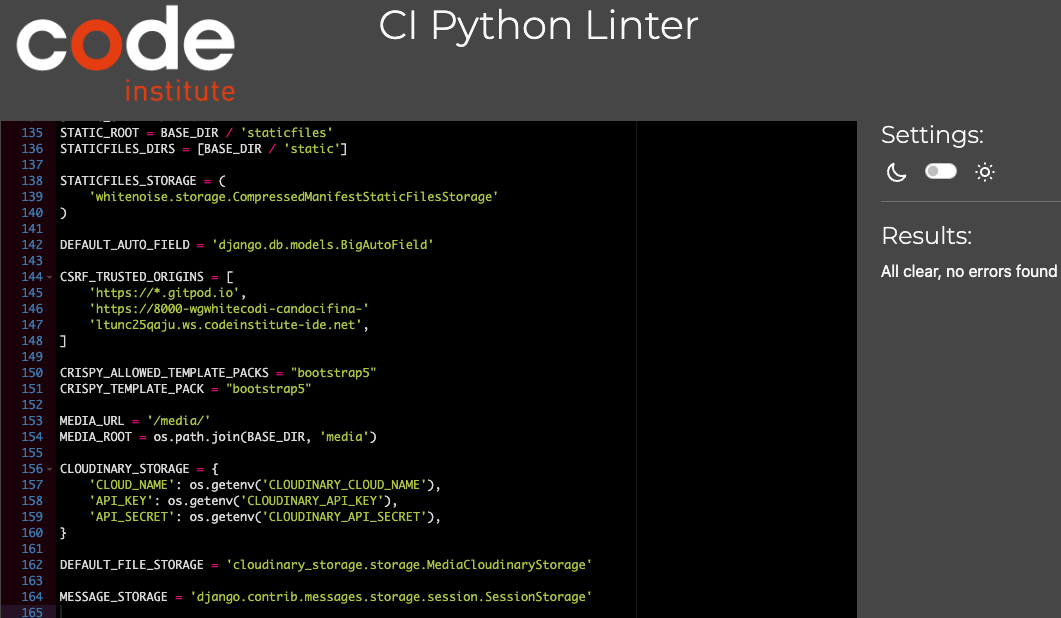 code
institute
CI Python Linter
135 STATIC_ROOT = BASE_DIR / 'staticfiles'
136 STATICFILES_DIRS = [BASE_DIR / 'static']
137
138 STATICFILES_STORAGE = (
139     'whitenoise.storage.CompressedManifestStaticFilesStorage'
140 )
141
142 DEFAULT_AUTO_FIELD = 'django.db.models.BigAutoField'
143
144 CSRF_TRUSTED_ORIGINS = [
145     'https://*.gitpod.io',
146     'https://8000-wgwhitecodi-candocifina-'
147     'ltunc25qaju.ws.codeinstitute-ide.net',
148 ]
149
150 CRISPY_ALLOWED_TEMPLATE_PACKS = "bootstrap5"
151 CRISPY_TEMPLATE_PACK = "bootstrap5"
152
153 MEDIA_URL = '/media/'
154 MEDIA_ROOT = os.path.join(BASE_DIR, 'media')
155
156 CLOUDINARY_STORAGE = {
157     'CLOUD_NAME': os.getenv('CLOUDINARY_CLOUD_NAME'),
158     'API_KEY': os.getenv('CLOUDINARY_API_KEY'),
159     'API_SECRET': os.getenv('CLOUDINARY_API_SECRET'),
160 }
161
162 DEFAULT_FILE_STORAGE = 'cloudinary_storage.storage.MediaCloudinaryStorage'
163
164 MESSAGE_STORAGE = 'django.contrib.messages.storage.session.SessionStorage'
165
Settings:
Results:
All clear, no errors found